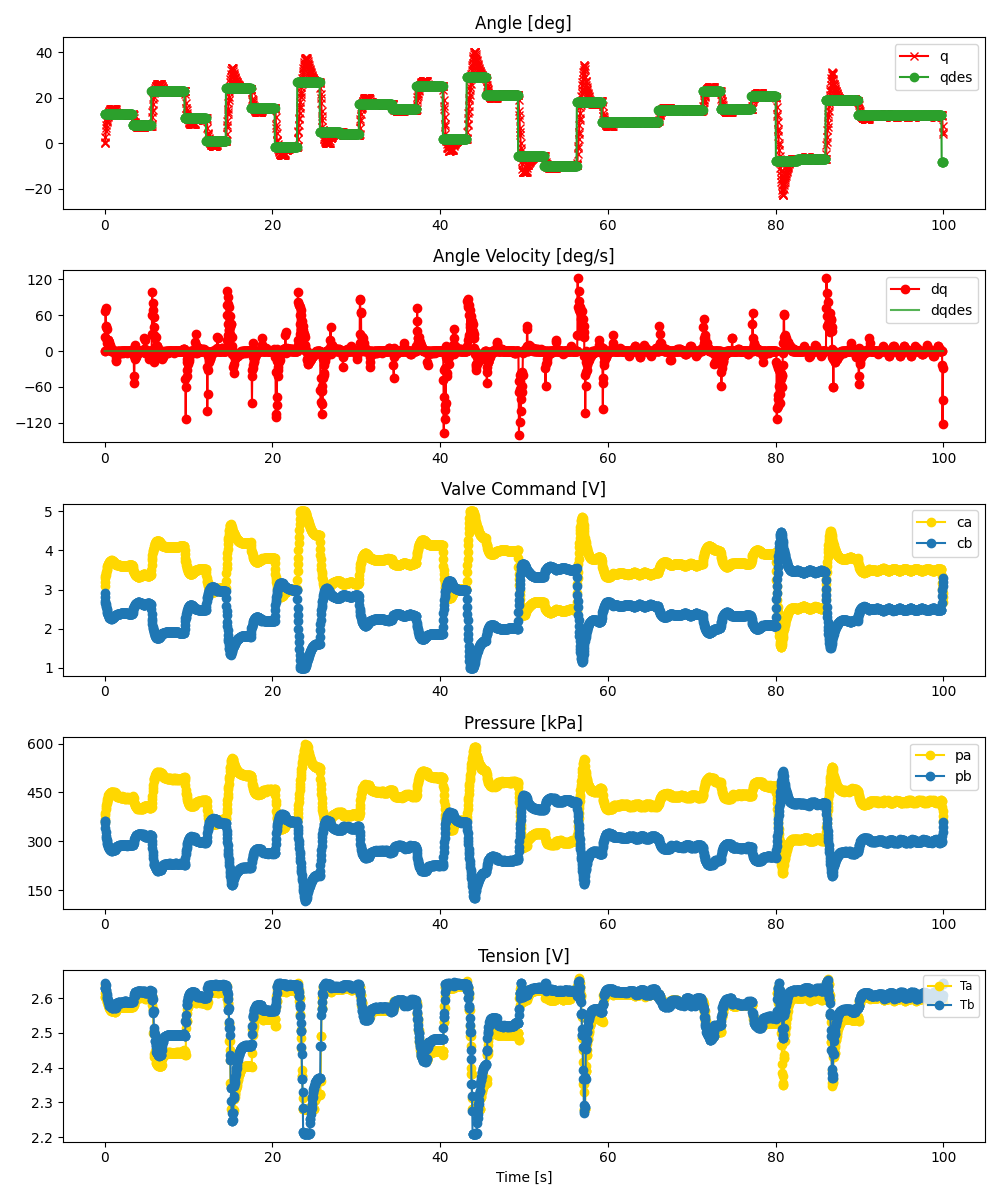 Angle [deg]
40
20
0
−20
q
qdes
0 20 40 60 80 100
Angle Velocity [deg/s]
120
60
0
−60
−120
dq
dqdes
0 20 40 60 80 100
Valve Command [V]
5
4
3
2
1
ca
cb
0 20 40 60 80 100
Pressure [kPa]
600
450
300
150
pa
pb
0 20 40 60 80 100
Tension [V]
2.6
2.5
2.4
2.3
2.2
Ta
Tb
0 20 40 60 80 100
Time [s]